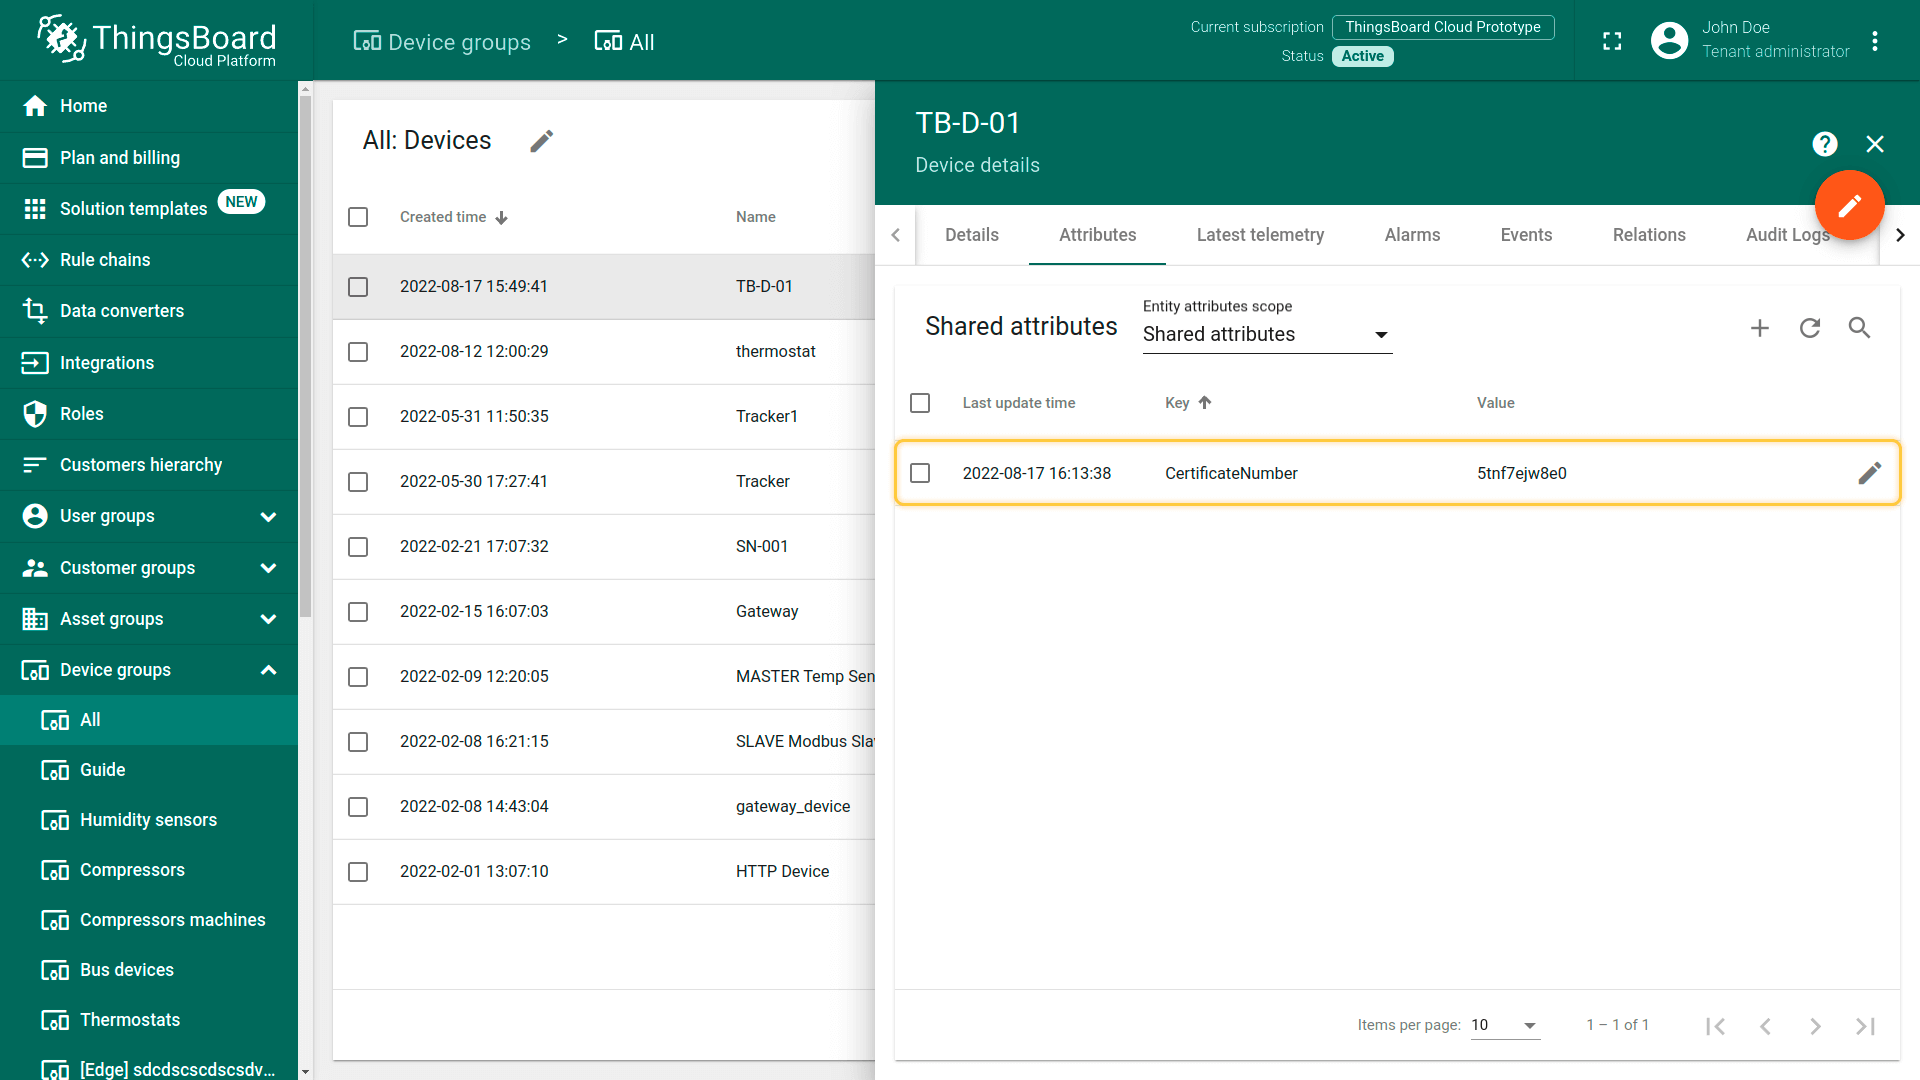 ThingsBoard
Cloud Platform
Device groups > All
Current subscription ThingsBoard Cloud Prototype
Status Active
John Doe
Tenant administrator
Home
Plan and billing
Solution templates NEW
Rule chains
Data converters
Integrations
Roles
Customers hierarchy
User groups
Customer groups
Asset groups
Device groups
All
Guide
Humidity sensors
Compressors
Compressors machines
Bus devices
Thermostats
[Edge] sdcdscscdscsdv...
All: Devices
Created time Name
2022-08-17 15:49:41 TB-D-01
2022-08-12 12:00:29 thermostat
2022-05-31 11:50:35 Tracker1
2022-05-30 17:27:41 Tracker
2022-02-21 17:07:32 SN-001
2022-02-15 16:07:03 Gateway
2022-02-09 12:20:05 MASTER Temp Sen
2022-02-08 16:21:15 SLAVE Modbus Sla
2022-02-08 14:43:04 gateway_device
2022-02-01 13:07:10 HTTP Device
TB-D-01
Device details
Details Attributes Latest telemetry Alarms Events Relations Audit Logs
Shared attributes
Entity attributes scope
Shared attributes
Last update time Key Value
2022-08-17 16:13:38 CertificateNumber 5tnf7ejw8e0
Items per page: 10 1 – 1 of 1